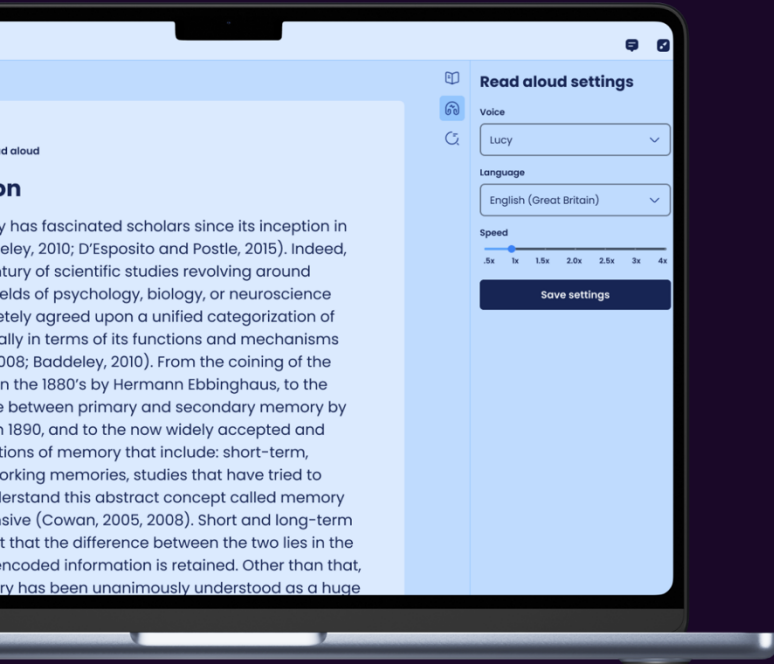 d aloud
on
y has fascinated scholars since its inception in
eley, 2010; D'Esposito and Postle, 2015). Indeed,
ntury of scientific studies revolving around
elds of psychology, biology, or neuroscience
etely agreed upon a unified categorization of
ally in terms of its functions and mechanisms
008; Baddeley, 2010). From the coining of the
n the 1880's by Hermann Ebbinghaus, to the
e between primary and secondary memory by
n 1890, and to the now widely accepted and
tions of memory that include: short-term,
orking memories, studies that have tried to
derstand this abstract concept called memory
nsive (Cowan, 2005, 2008). Short and long-term
t that the difference between the two lies in the
encoded information is retained. Other than that,
ry has been unanimously understood as a huge
Read aloud settings
Voice
Lucy
Language
English (Great Britain)
Speed
.5x 1x 1.5x 2.0x 2.5x 3x 4x
Save settings